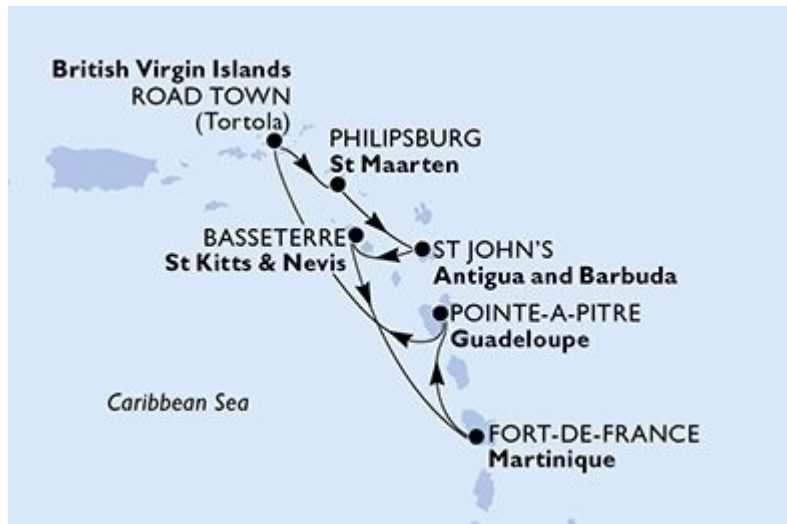 British Virgin Islands
ROAD TOWN
(Tortola)
PHILIPSBURG
St Maarten
BASSETERRE
St Kitts & Nevis
ST JOHN'S
Antigua and Barbuda
POINTE-A-PITRE
Guadeloupe
Caribbean Sea
FORT-DE-FRANCE
Martinique